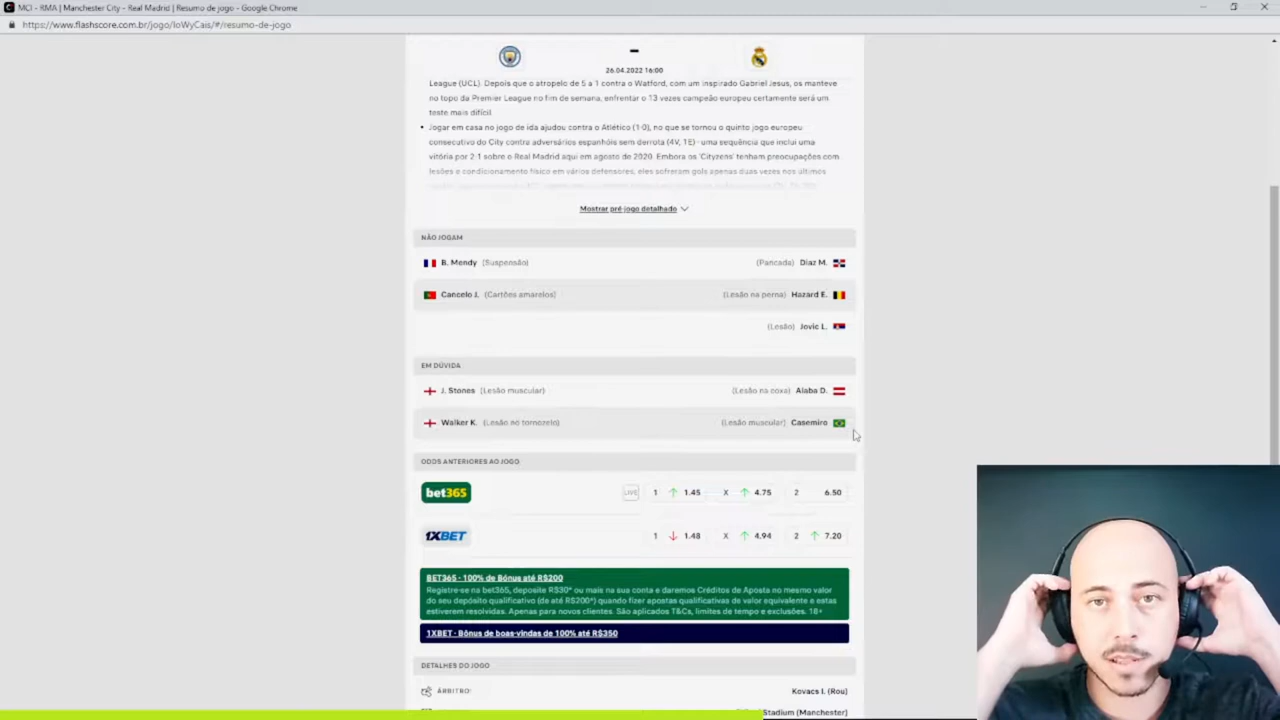 MCI - RMA | Manchester City - Real Madrid | Resumo de jogo - Google Chrome
https://www.flashscore.com.br/jogo/IoWyCais/#/resumo-de-jogo
-
26.04.2022 16:00
League (UCL). Depois que o atropelo de 5 a 1 contra o Watford, com um inspirado Gabriel Jesus, os manteve
no topo da Premier League no fim de semana, enfrentar o 13 vezes campeão europeu certamente será um
teste mais difícil.
• Jogar em casa no jogo de ida ajudou contra o Atlético (1-0), no que se tornou o quinto jogo europeu
consecutivo do City contra adversários espanhóis sem derrota (4V, 1E) - uma sequência que inclui uma
vitória por 2-1 sobre o Real Madrid aqui em agosto de 2020. Embora os 'Cityzens' tenham preocupações com
lesões e condicionamento físico em vários defensores, eles sofreram gols apenas duas vezes nos últimos
Mostrar pré-jogo detalhado
NÃO JOGAM
B. Mendy (Suspensão) (Pancada) Diaz M.
Cancelo J. (Cartões amarelos) (Lesão na perna) Hazard E.
(Lesão) Jovic L.
EM DÚVIDA
J. Stones (Lesão muscular) (Lesão na coxa) Alaba D.
Walker K. (Lesão no tornozelo) (Lesão muscular) Casemiro
ODDS ANTERIORES AO JOGO
bet365 LIVE 1 1.45 X 4.75 2 6.50
1XBET 1 1.48 X 4.94 2 7.20
BET365 - 100% de Bônus até R$200
Registre-se na bet365, deposite R$30* ou mais na sua conta e daremos Créditos de Aposta no mesmo valor
do seu depósito qualificativo (de até R$200*) quando fizer apostas qualificativas de valor equivalente e estas
estiverem resolvidas. Apenas para novos clientes. São aplicados T&Cs, limites de tempo e exclusões. 18+
1XBET - Bônus de boas-vindas de 100% até R$350
DETALHES DO JOGO
ÁRBITRO: Kovacs I. (Rou)
Stadium (Manchester)